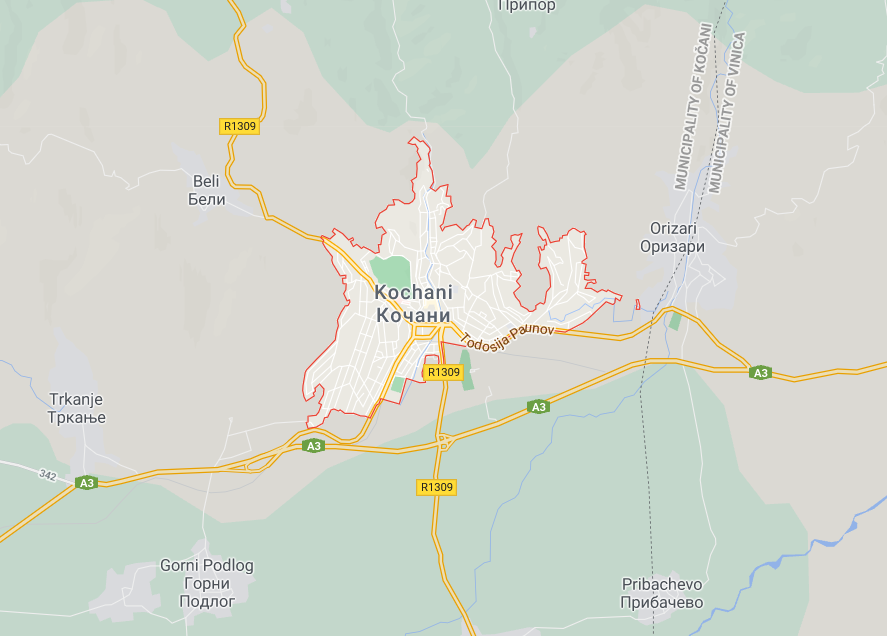 Припор
MUNICIPALITY OF KOČANI
MUNICIPALITY OF VINICA
R1309
Beli
Бели
Orizari
Оризари
Kochani
Кочани
Todosija Paunov
R1309
A3
Trkanje
Тркање
A3
A3
342
A3
R1309
Gorni Podlog
Горни
Подлог
Pribachevo
Прибачево